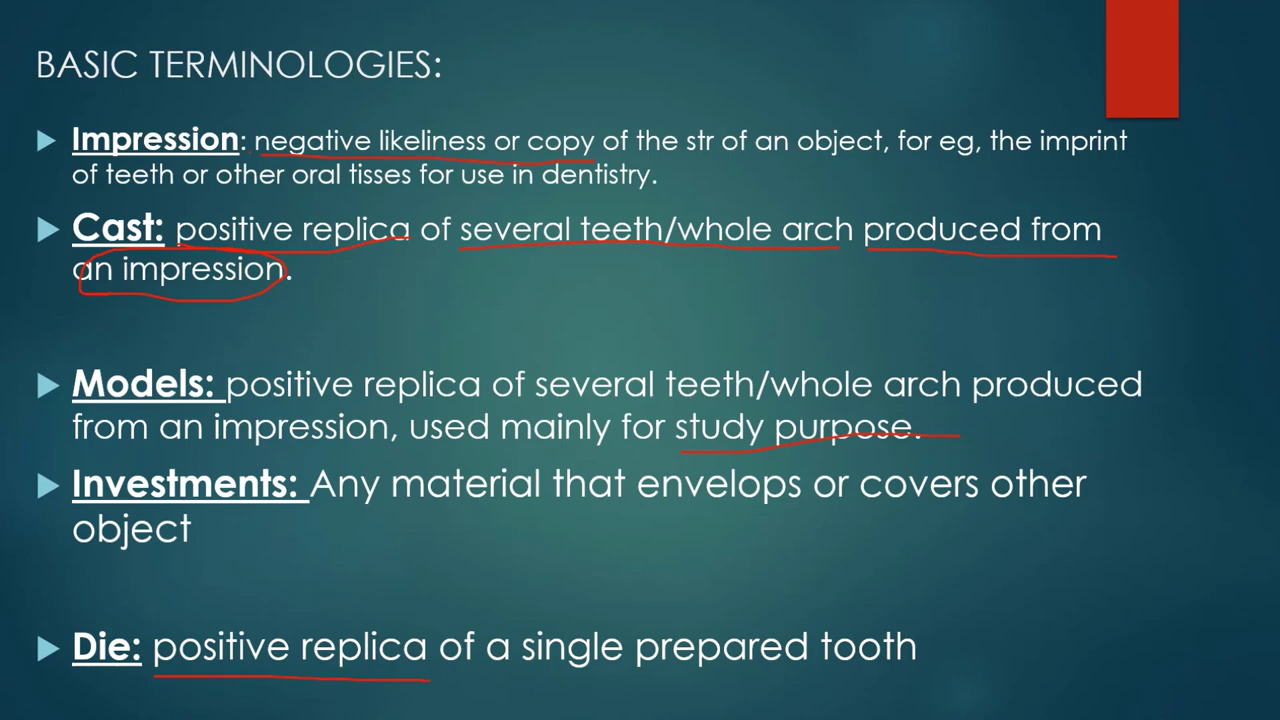 BASIC TERMINOLOGIES:
Impression: negative likeliness or copy of the str of an object, for eg, the imprint
of teeth or other oral tisses for use in dentistry.
Cast: positive replica of several teeth/whole arch produced from
an impression.
Models: positive replica of several teeth/whole arch produced
from an impression, used mainly for study purpose.
Investments: Any material that envelops or covers other
object
Die: positive replica of a single prepared tooth